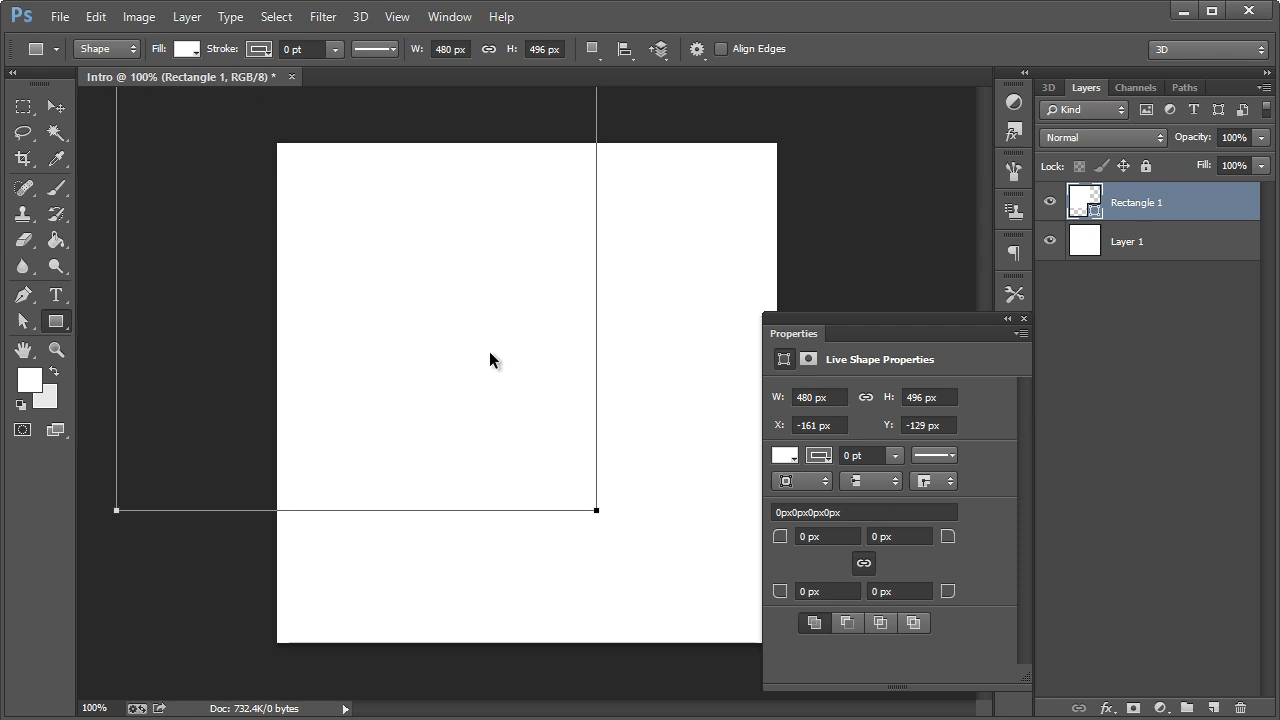 Ps File Edit Image Layer Type Select Filter 3D View Window Help
Shape Fill: Stroke: 0 pt W: 480 px H: 496 px Align Edges 3D
Intro @ 100% (Rectangle 1, RGB/8) *
3D Layers Channels Paths
Kind
Normal Opacity: 100%
Lock: Fill: 100%
Rectangle 1
Layer 1
Properties
Live Shape Properties
W: 480 px H: 496 px
X: -161 px Y: -129 px
0 pt
0px0px0px0px
0 px 0 px
0 px 0 px
100% Doc: 732.4K/0 bytes